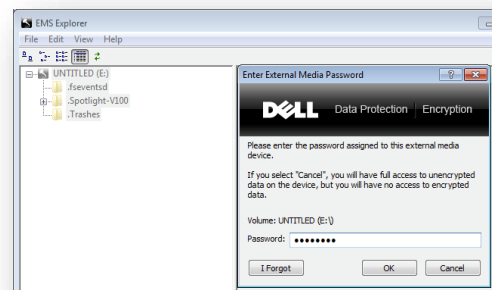 EMS Explorer
File Edit View Help
UNTITLED (E:)
.fseventsd
.Spotlight-V100
.Trashes
Enter External Media Password
DELL Data Protection | Encryption
Please enter the password assigned to this external media
device.
If you select "Cancel", you will have full access to unencrypted
data on the device, but you will have no access to encrypted
data.
Volume: UNTITLED (E:\)
Password: ●●●●●●●●
I Forgot OK Cancel